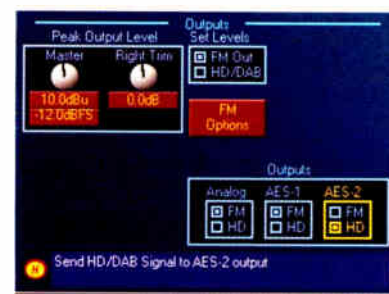 Outputs
Peak Output Level
Set Levels
Master
Right Trim
FM Out
HD/DAB
10.0dBu
0.0dB
-12.0dBFS
FM
Options
Outputs
Analog AES-1 AES-2
FM FM FM
HD HD HD
Send HD/DAB Signal to AES-2 output